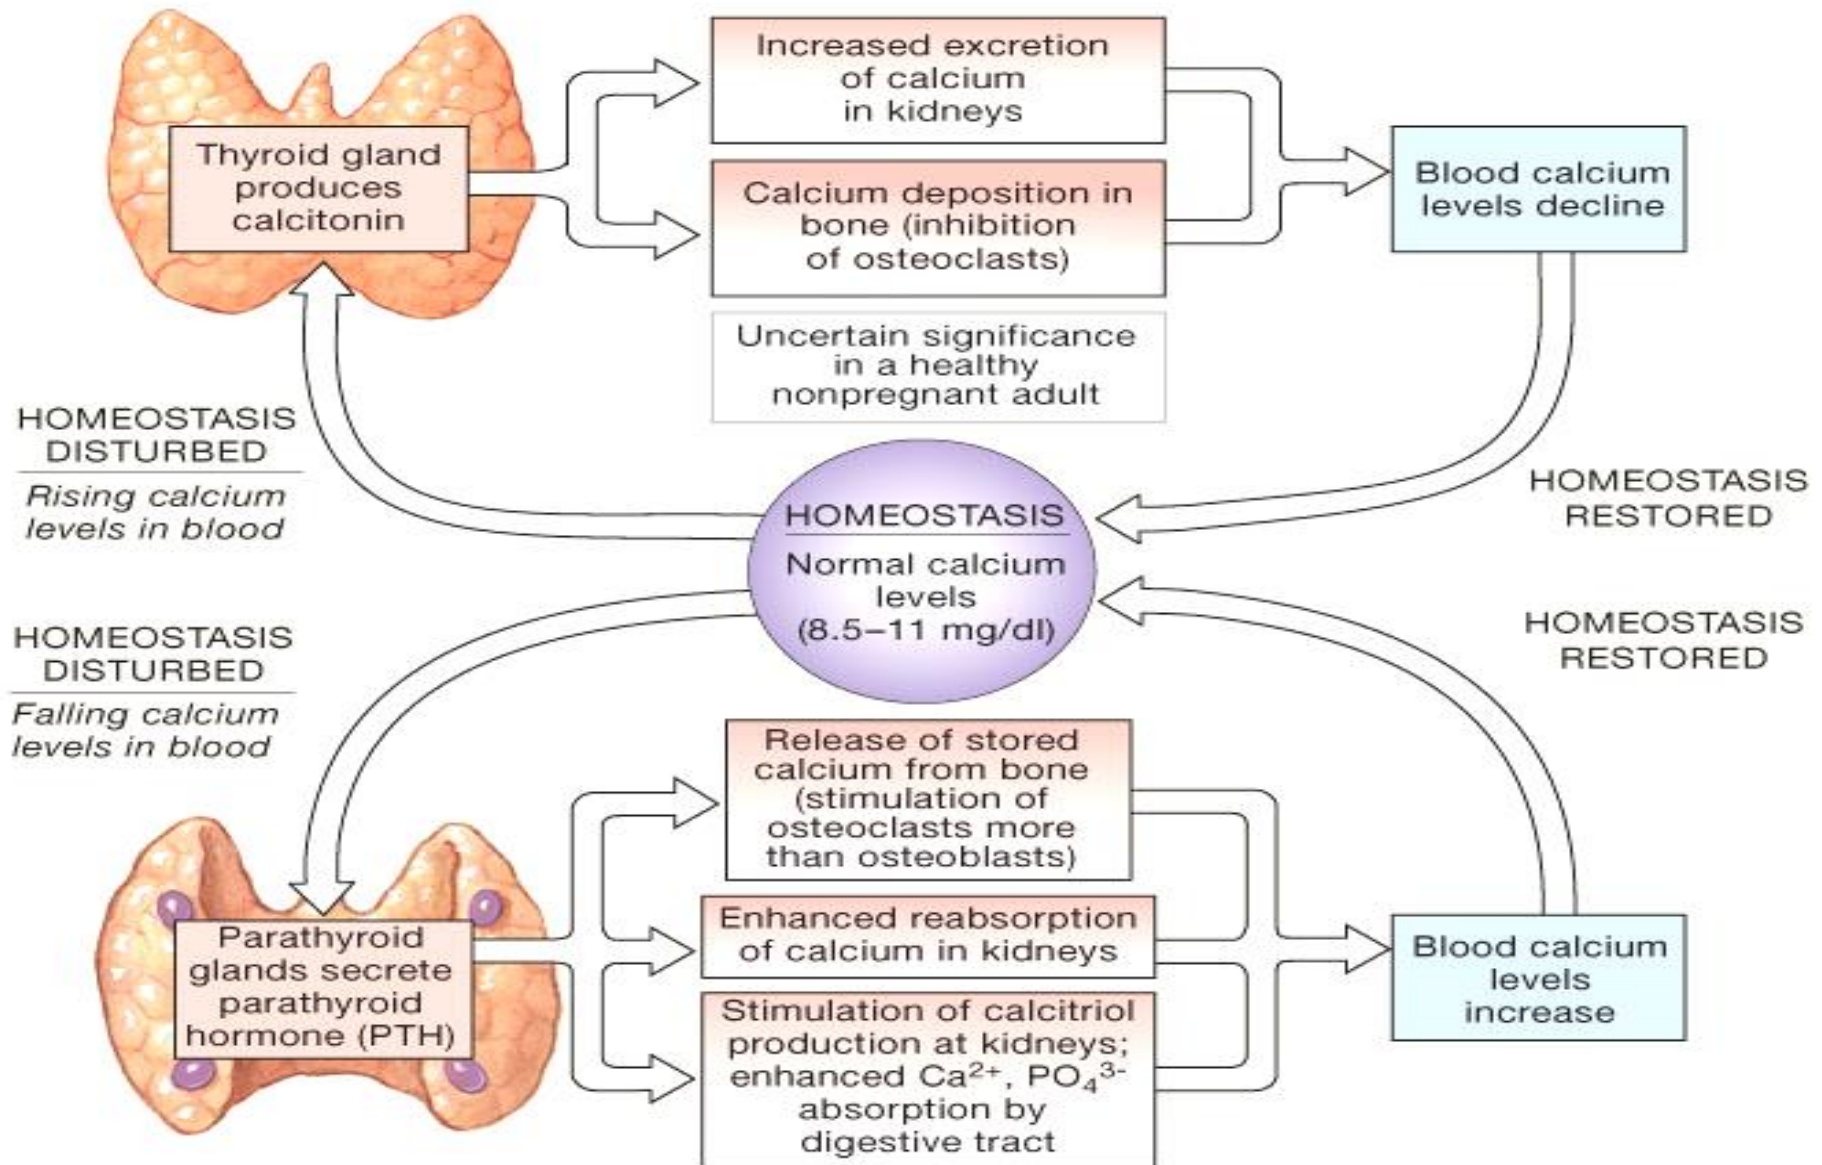 Thyroid gland
produces
calcitonin
Increased excretion
of calcium
in kidneys
Calcium deposition in
bone (inhibition
of osteoclasts)
Uncertain significance
in a healthy
nonpregnant adult
Blood calcium
levels decline
HOMEOSTASIS
DISTURBED
Rising calcium
levels in blood
HOMEOSTASIS
RESTORED
HOMEOSTASIS
Normal calcium
levels
(8.5–11 mg/dl)
HOMEOSTASIS
DISTURBED
Falling calcium
levels in blood
HOMEOSTASIS
RESTORED
Parathyroid
glands secrete
parathyroid
hormone (PTH)
Release of stored
calcium from bone
(stimulation of
osteoclasts more
than osteoblasts)
Enhanced reabsorption
of calcium in kidneys
Stimulation of calcitriol
production at kidneys;
enhanced Ca²⁺, PO₄³⁻
absorption by
digestive tract
Blood calcium
levels
increase